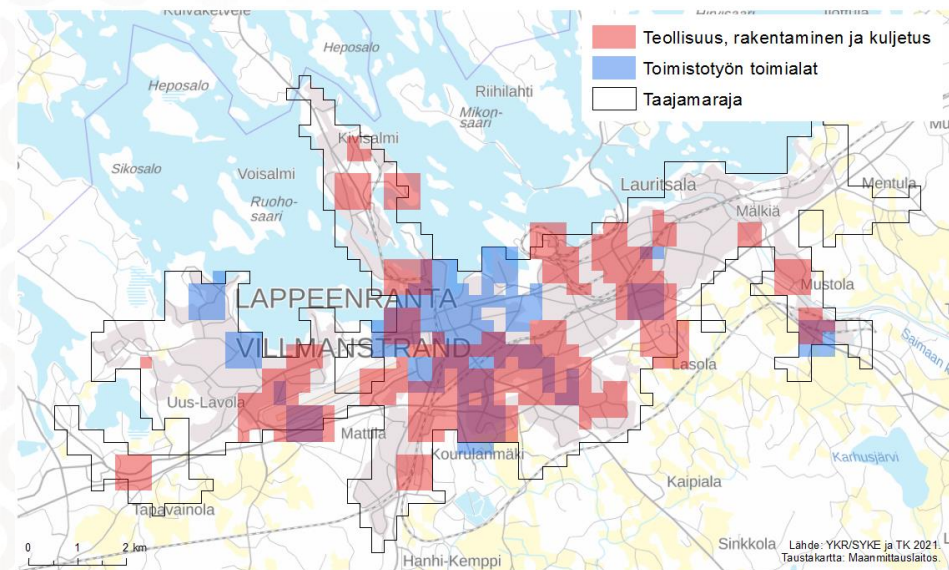 Teollisuus, rakentaminen ja kuljetus
Toimistotyön toimialat
Taajamaraja
Heposalo
Heposalo
Riihilahti
Mikon-
saari
Kivisalmi
Sikosalo
Voisalmi
Ruoho-
saari
Lauritsala
Mentula
Mälkiä
Mustola
LAPPEENRANTA
VILLMANSTRAND
Saimaan k
Lasola
Uus-Lavola
Mattila
Kourulanmäki
Karhusjärvi
Kaipiala
Tapavainola
Sinkkola
Hanhi-Kemppi
0 1 2 km
Lähde: YKR/SYKE ja TK 2021.
Taustakartta: Maanmittauslaitos.